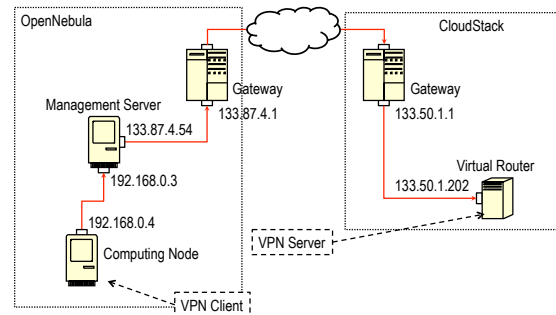 OpenNebula
CloudStack
Gateway
133.87.4.1
Gateway
133.50.1.1
Management Server
133.87.4.54
192.168.0.3
Virtual Router
133.50.1.202
192.168.0.4
Computing Node
VPN Server
VPN Client